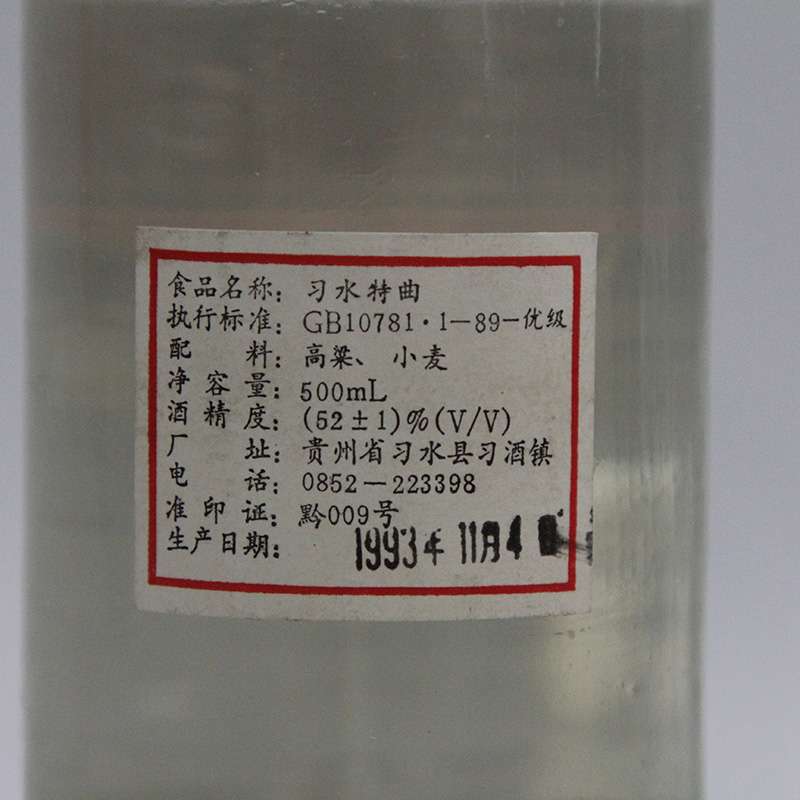 食品名称：习水特曲
执行标准：GB10781·1—89—优级
配料：高粱、小麦
净容量：500mL
酒精度：(52±1)%(V/V)
厂址：贵州省习水县习酒镇
电话：0852—223398
准印证：黔009号
生产日期：1993年11月4日